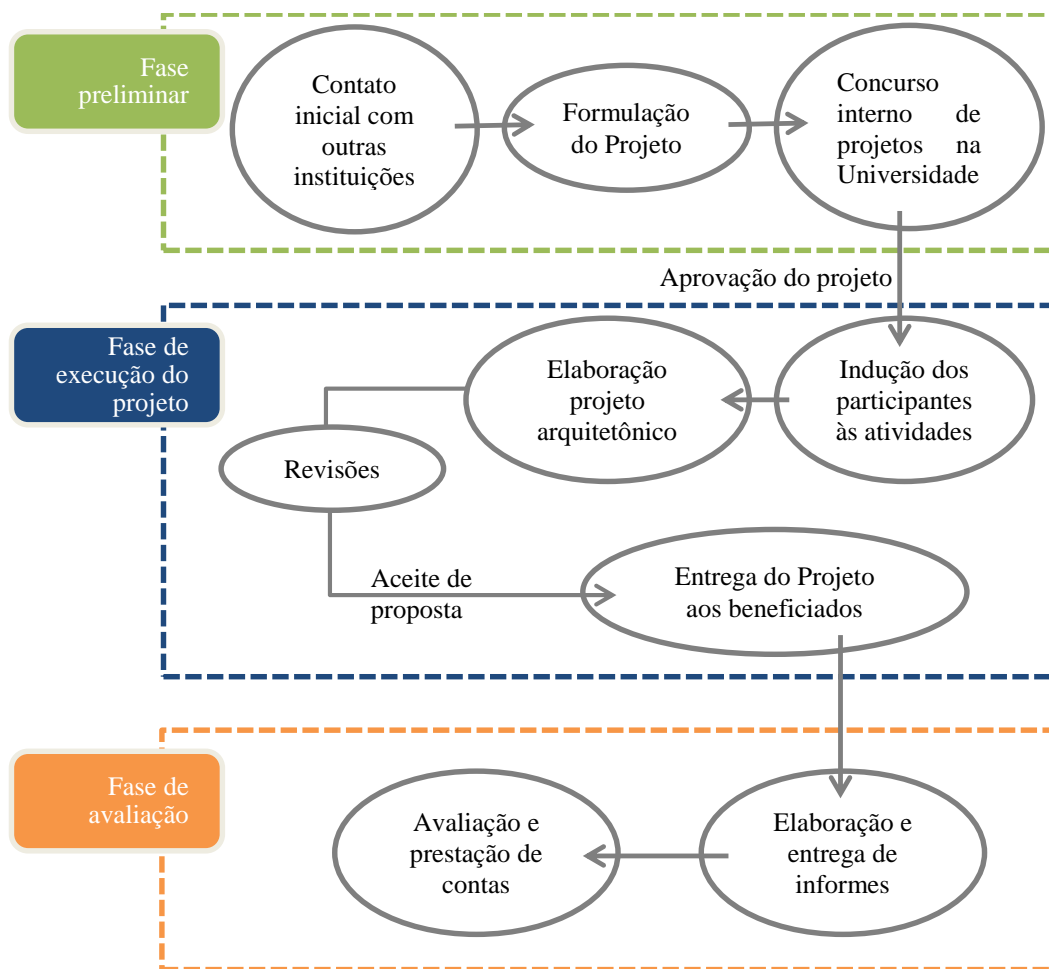 Fase
preliminar
Contato
inicial com
outras
instituições
Formulação
do Projeto
Concurso
interno de
projetos na
Universidade
Aprovação do projeto
Fase de
execução do
projeto
Indução dos
participantes
às atividades
Elaboração
projeto
arquitetônico
Revisões
Aceite de
proposta
Entrega do Projeto
aos beneficiados
Fase de
avaliação
Elaboração e
entrega de
informes
Avaliação e
prestação de
contas